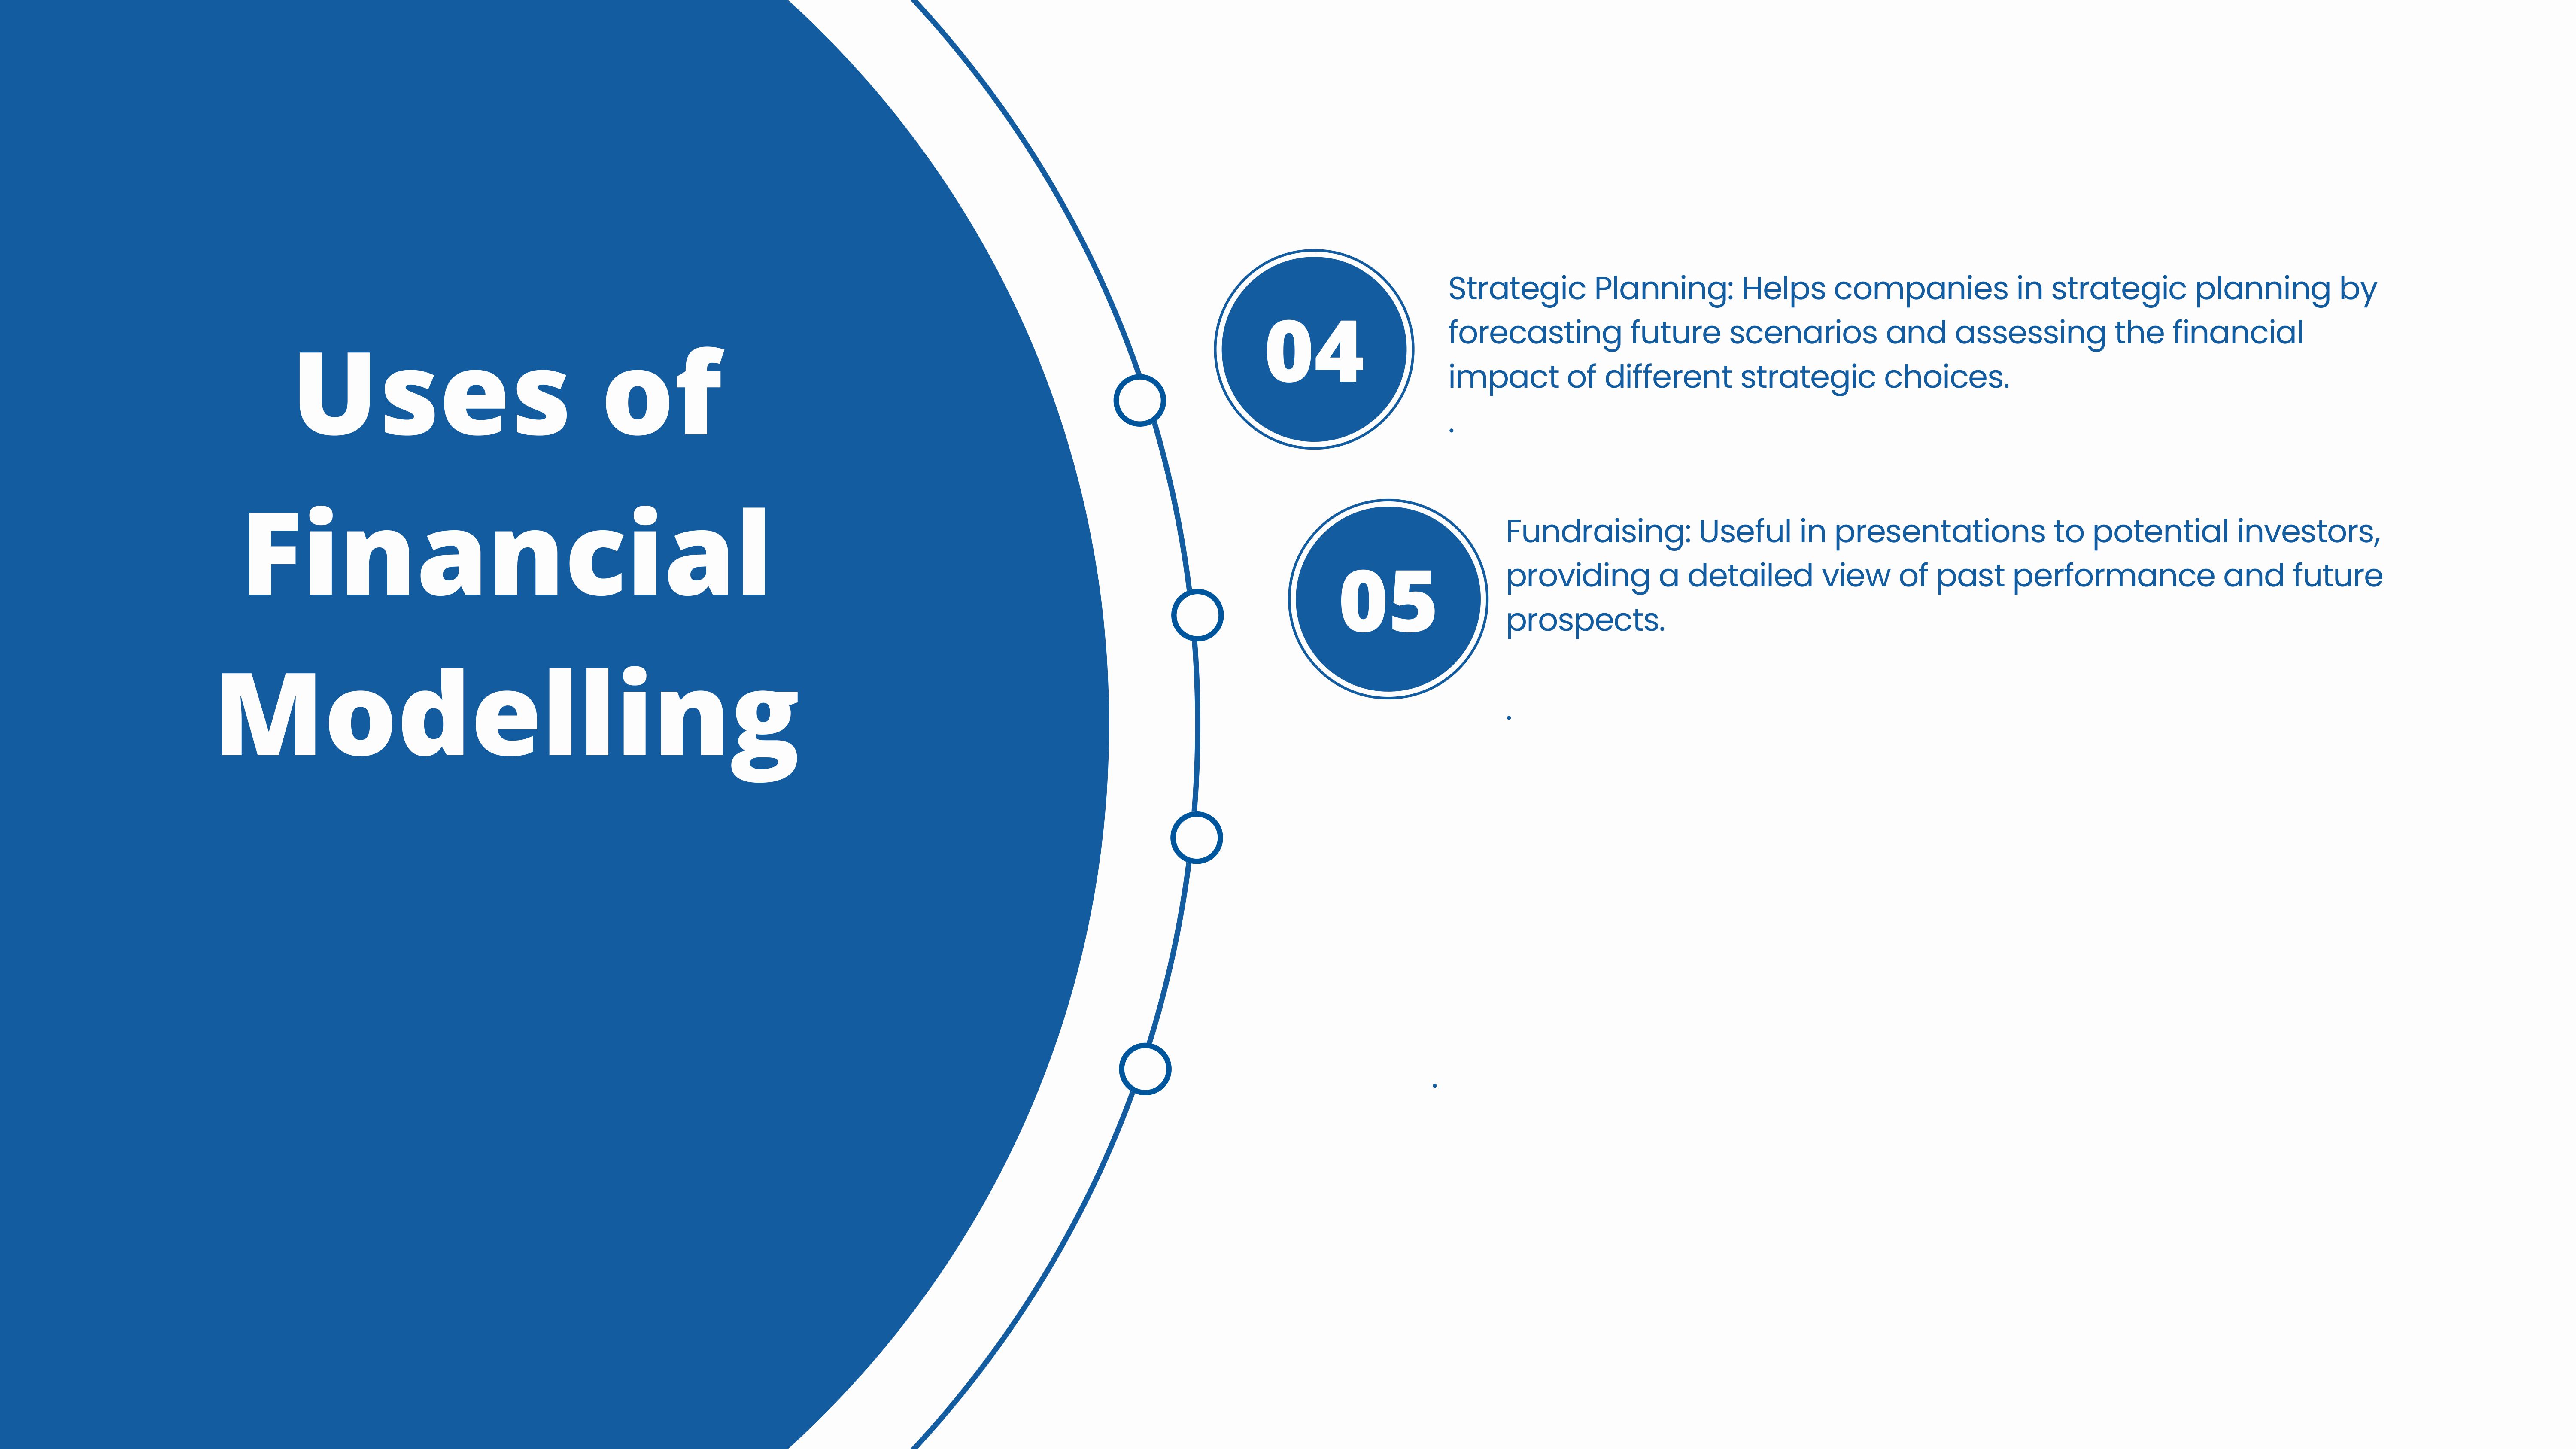 Uses of
Financial
Modelling
04
Strategic Planning: Helps companies in strategic planning by
forecasting future scenarios and assessing the financial
impact of different strategic choices.
.
05
Fundraising: Useful in presentations to potential investors,
providing a detailed view of past performance and future
prospects.
.
.